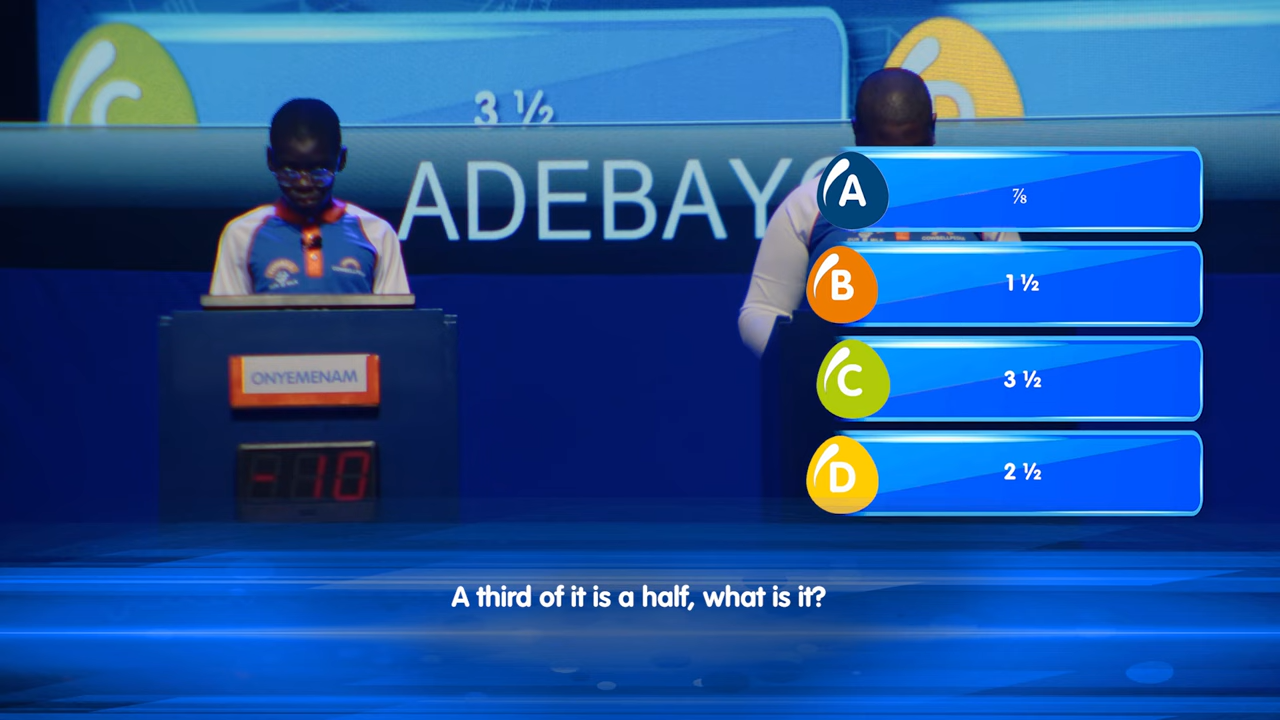 C
3 ½
ADEBAY
A
⅞
B
1 ½
C
3 ½
D
2 ½
ONYEMENAM
-10
A third of it is a half, what is it?